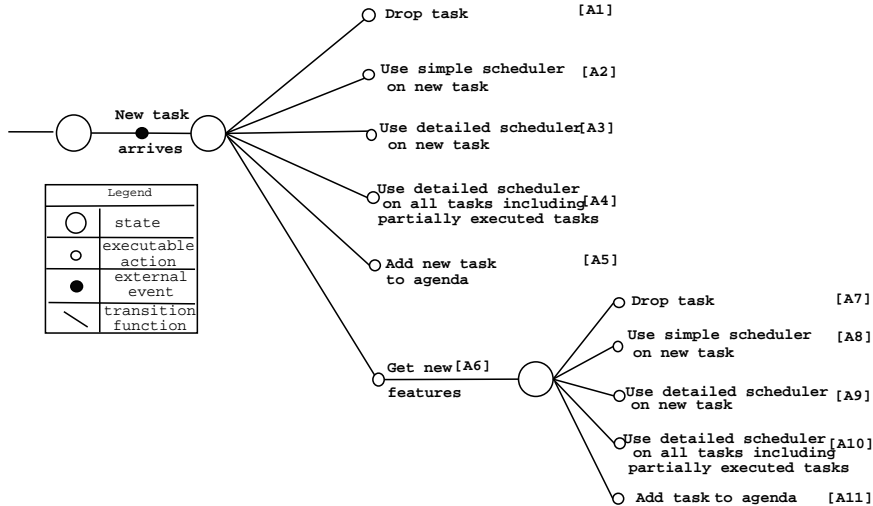 Drop task [A1]
Use simple scheduler [A2]
on new task
New task
arrives
Use detailed scheduler[A3]
on new task
Legend
state
executable
action
external
event
transition
function
Use detailed scheduler
on all tasks including[A4]
partially executed tasks
Add new task [A5]
to agenda
Get new[A6]
features
Drop task [A7]
Use simple scheduler [A8]
on new task
Use detailed scheduler [A9]
on new task
Use detailed scheduler[A10]
on all tasks including
partially executed tasks
Add task to agenda [A11]